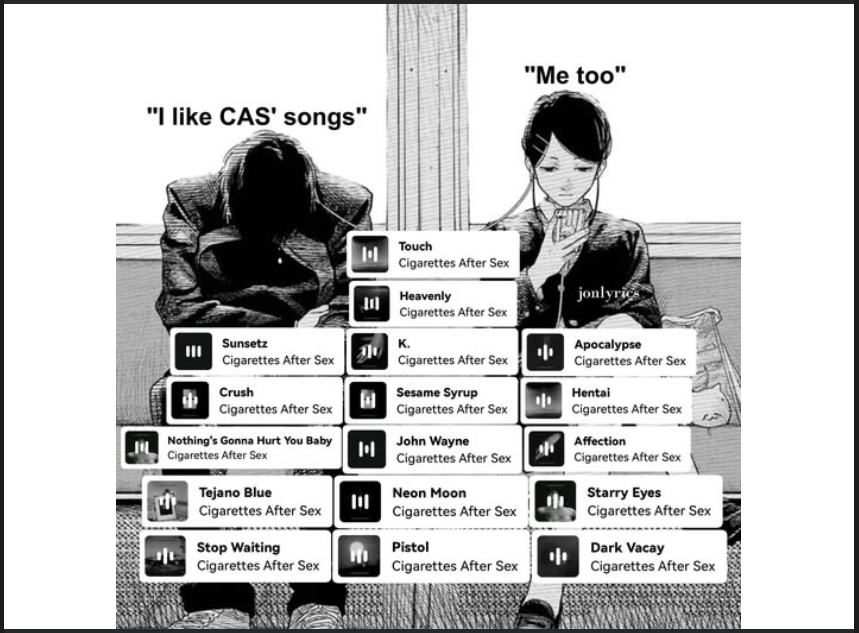 "Me too"
"I like CAS' songs"
Touch
Cigarettes After Sex
jonlyrics
Heavenly
Cigarettes After Sex
Sunsetz
Cigarettes After Sex
K.
Cigarettes After Sex
Apocalypse
Cigarettes After Sex
Crush
Cigarettes After Sex
Sesame Syrup
Cigarettes After Sex
Hentai
Cigarettes After Sex
Nothing's Gonna Hurt You Baby
Cigarettes After Sex
John Wayne
Cigarettes After Sex
Affection
Cigarettes After Sex
Tejano Blue
Cigarettes After Sex
Neon Moon
Cigarettes After Sex
Starry Eyes
Cigarettes After Sex
Stop Waiting
Cigarettes After Sex
Pistol
Cigarettes After Sex
Dark Vacay
Cigarettes After Sex